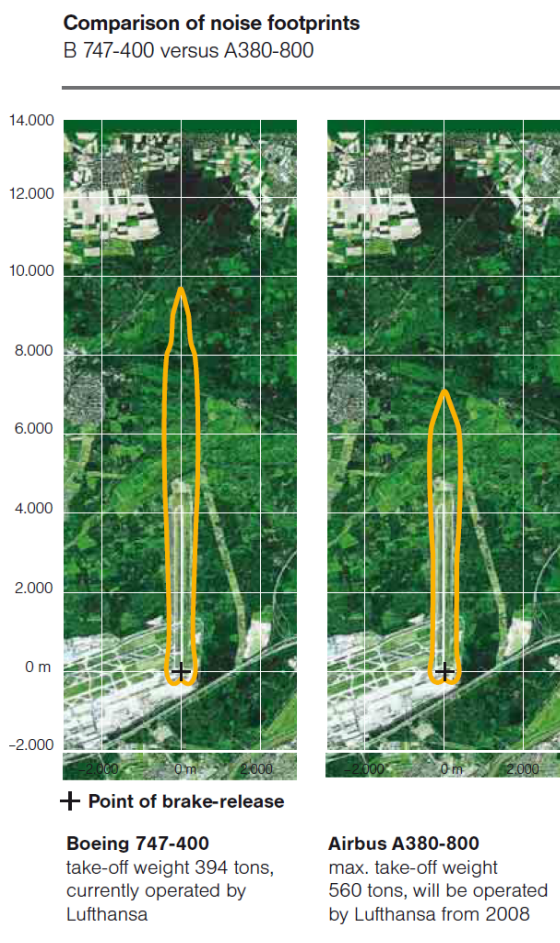 Comparison of noise footprints
B 747-400 versus A380-800
14.000
12.000
10.000
8.000
6.000
4.000
2.000
0 m
–2.000
–2.000 0 m 2.000
–2.000 0 m 2.000
Point of brake-release
Boeing 747-400
take-off weight 394 tons,
currently operated by
Lufthansa
Airbus A380-800
max. take-off weight
560 tons, will be operated
by Lufthansa from 2008